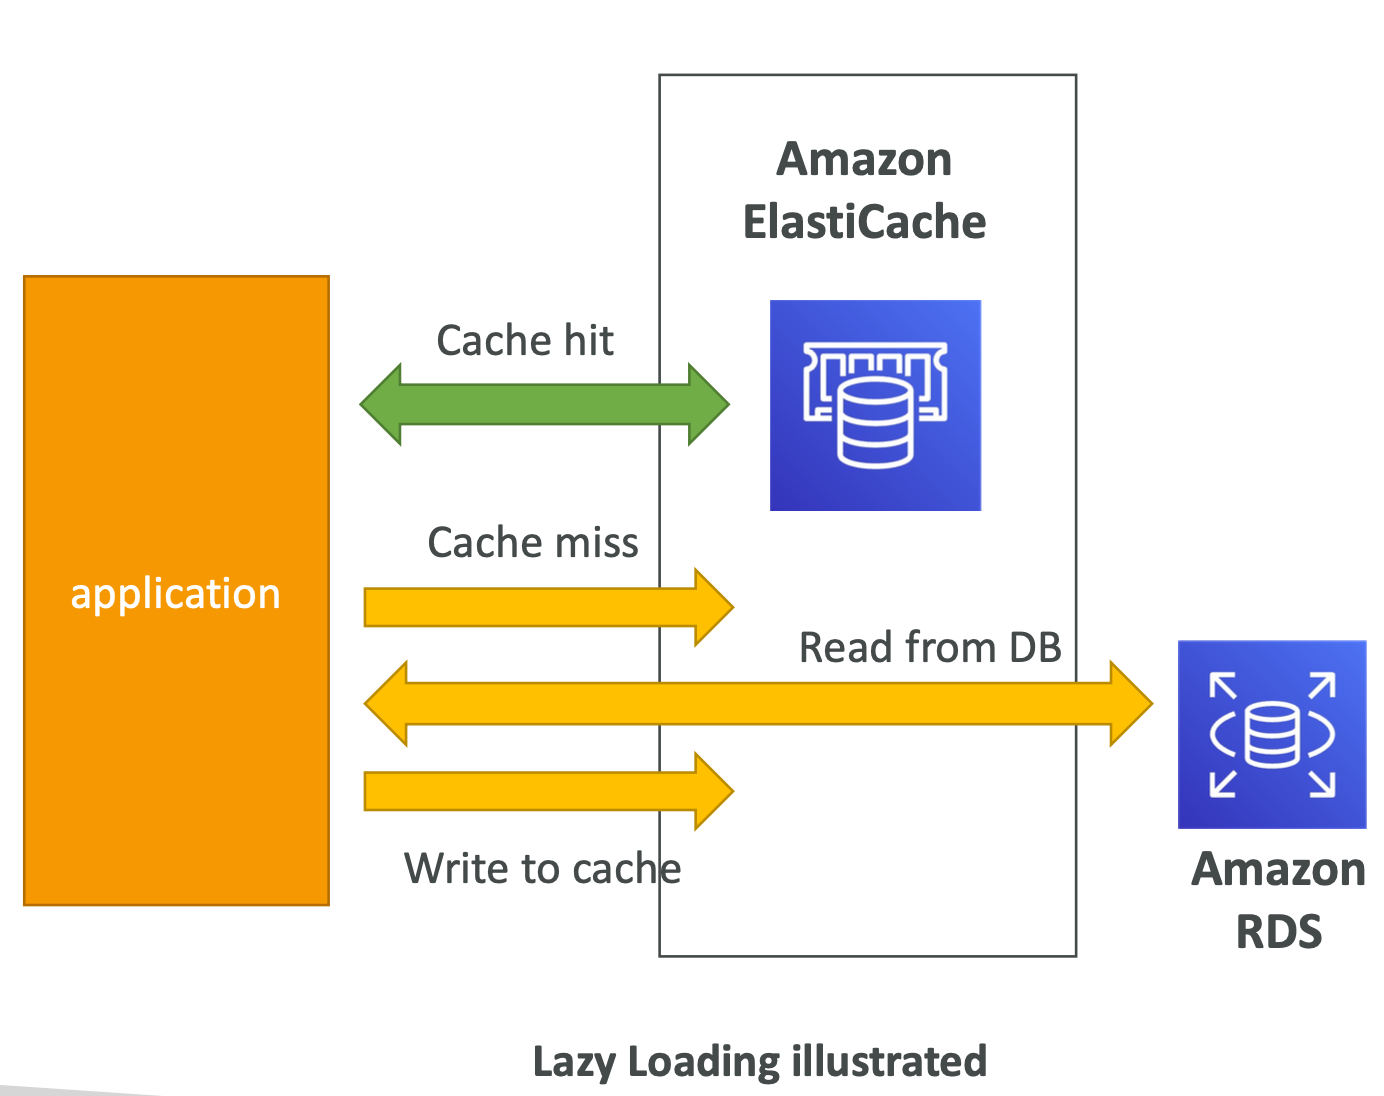 Amazon
ElastiCache
Cache hit
Cache miss
application
Read from DB
Write to cache
Amazon
RDS
Lazy Loading illustrated